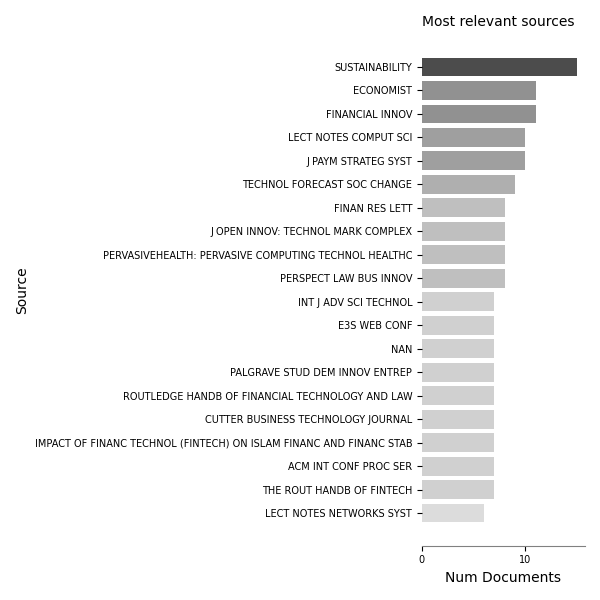 Most relevant sources
SUSTAINABILITY
ECONOMIST
FINANCIAL INNOV
LECT NOTES COMPUT SCI
J PAYM STRATEG SYST
TECHNOL FORECAST SOC CHANGE
FINAN RES LETT
J OPEN INNOV: TECHNOL MARK COMPLEX
PERVASIVEHEALTH: PERVASIVE COMPUTING TECHNOL HEALTHC
PERSPECT LAW BUS INNOV
INT J ADV SCI TECHNOL
E3S WEB CONF
NAN
PALGRAVE STUD DEM INNOV ENTREP
ROUTLEDGE HANDB OF FINANCIAL TECHNOLOGY AND LAW
CUTTER BUSINESS TECHNOLOGY JOURNAL
IMPACT OF FINANC TECHNOL (FINTECH) ON ISLAM FINANC AND FINANC STAB
ACM INT CONF PROC SER
THE ROUT HANDB OF FINTECH
LECT NOTES NETWORKS SYST
Source
0 10
Num Documents